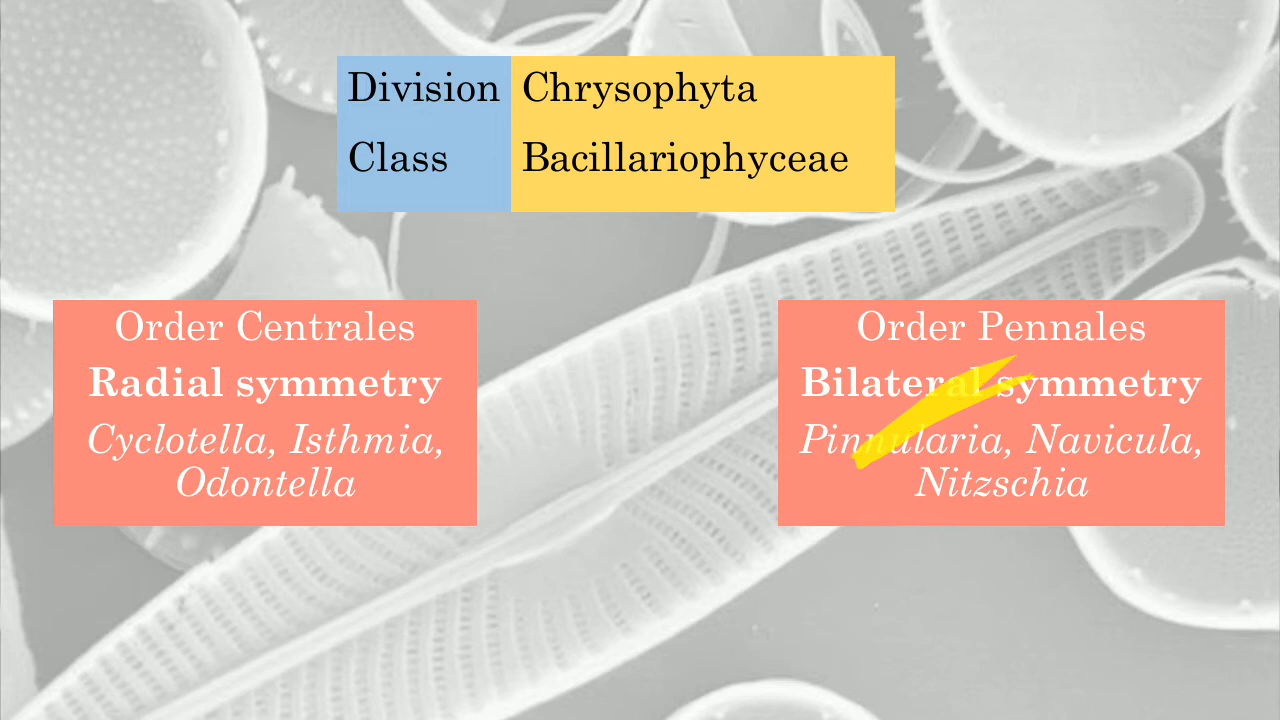 Division Chrysophyta
Class Bacillariophyceae
Order Centrales
Radial symmetry
Cyclotella, Isthmia,
Odontella
Order Pennales
Bilateral symmetry
Pinnularia, Navicula,
Nitzschia